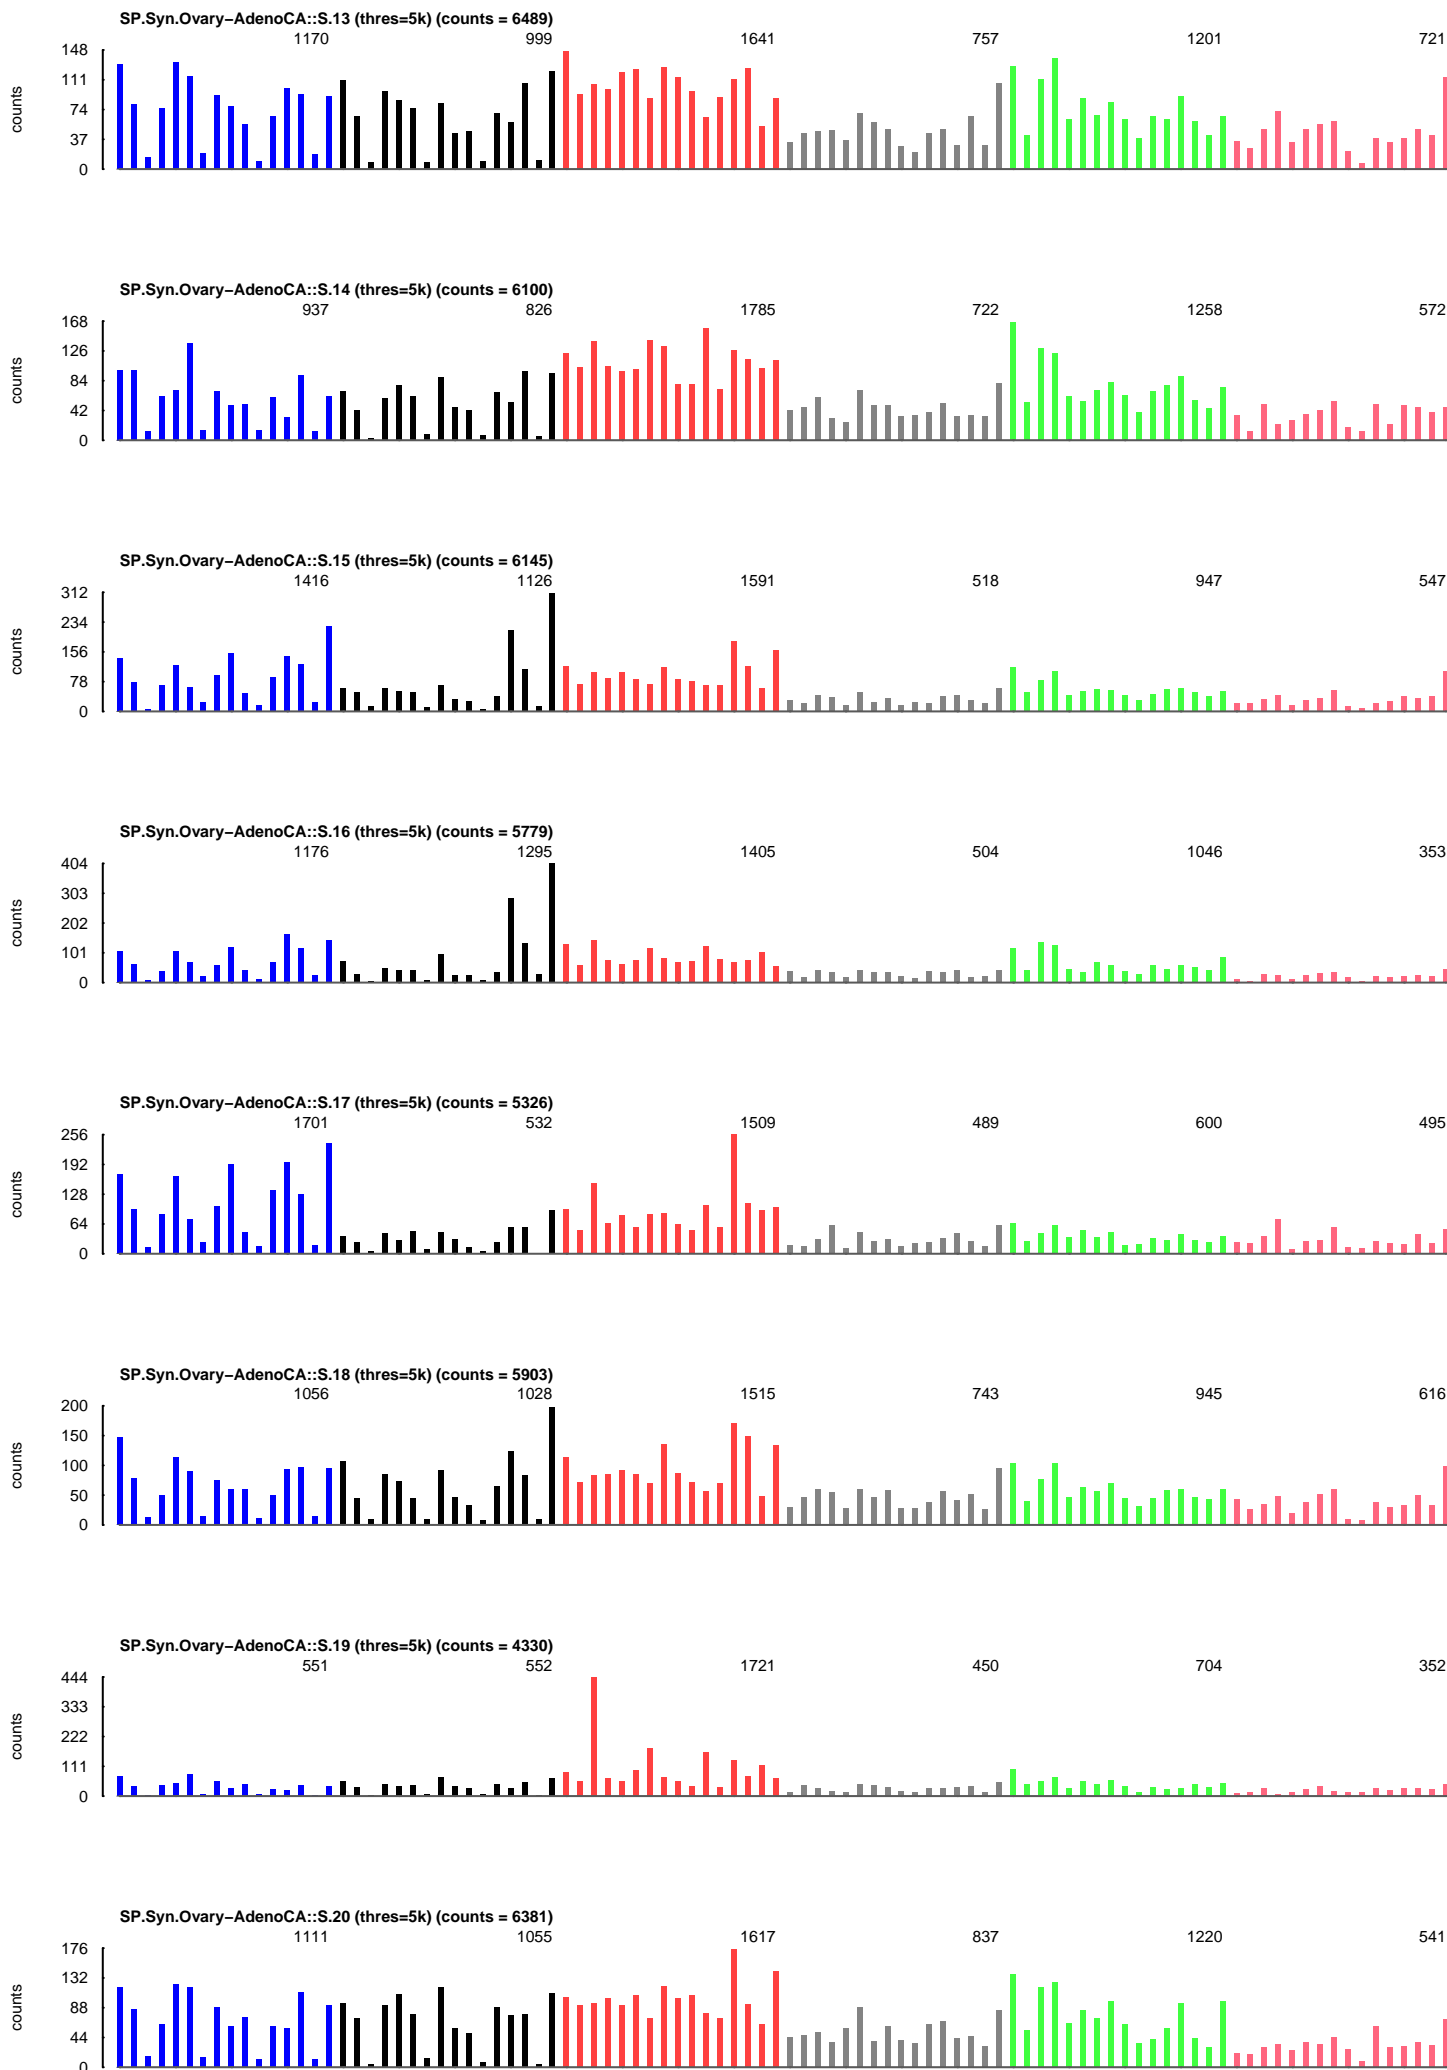 SP.Syn.Ovary−AdenoCA::S.13 (thres=5k) (counts = 6489)
1170 999 1641 757 1201 721
148
111
74
37
0
counts
SP.Syn.Ovary−AdenoCA::S.14 (thres=5k) (counts = 6100)
937 826 1785 722 1258 572
168
126
84
42
0
counts
SP.Syn.Ovary−AdenoCA::S.15 (thres=5k) (counts = 6145)
1416 1126 1591 518 947 547
312
234
156
78
0
counts
SP.Syn.Ovary−AdenoCA::S.16 (thres=5k) (counts = 5779)
1176 1295 1405 504 1046 353
404
303
202
101
0
counts
SP.Syn.Ovary−AdenoCA::S.17 (thres=5k) (counts = 5326)
1701 532 1509 489 600 495
256
192
128
64
0
counts
SP.Syn.Ovary−AdenoCA::S.18 (thres=5k) (counts = 5903)
1056 1028 1515 743 945 616
200
150
100
50
0
counts
SP.Syn.Ovary−AdenoCA::S.19 (thres=5k) (counts = 4330)
551 552 1721 450 704 352
444
333
222
111
0
counts
SP.Syn.Ovary−AdenoCA::S.20 (thres=5k) (counts = 6381)
1111 1055 1617 837 1220 541
176
132
88
44
0
counts